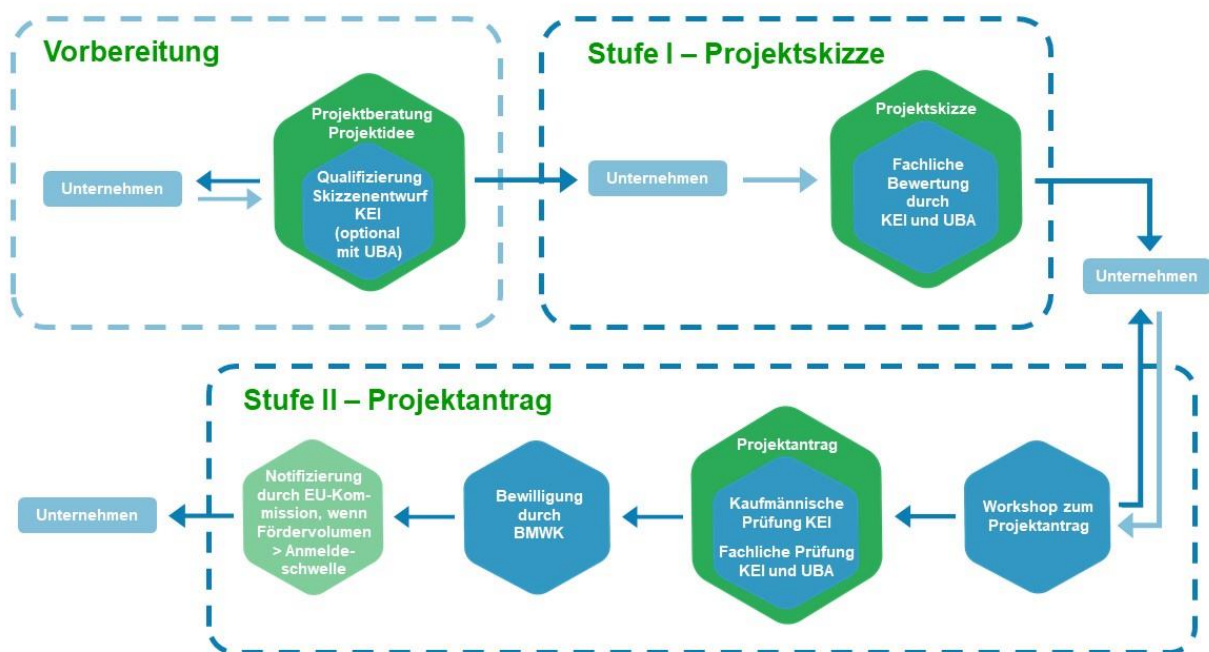 Vorbereitung
Projektberatung
Projektidee
Unternehmen
Qualifizierung
Skizzenentwurf
KEI
(optional
mit UBA)
Stufe I – Projektskizze
Unternehmen
Projektskizze
Fachliche
Bewertung
durch
KEI und UBA
Unternehmen
Stufe II – Projektantrag
Workshop zum
Projektantrag
Projektantrag
Kaufmännische
Prüfung KEI
Fachliche Prüfung
KEI und UBA
Bewilligung
durch
BMWK
Notifizierung
durch EU-Kom-
mission, wenn
Fördervolumen
> Anmelde-
schwelle
Unternehmen